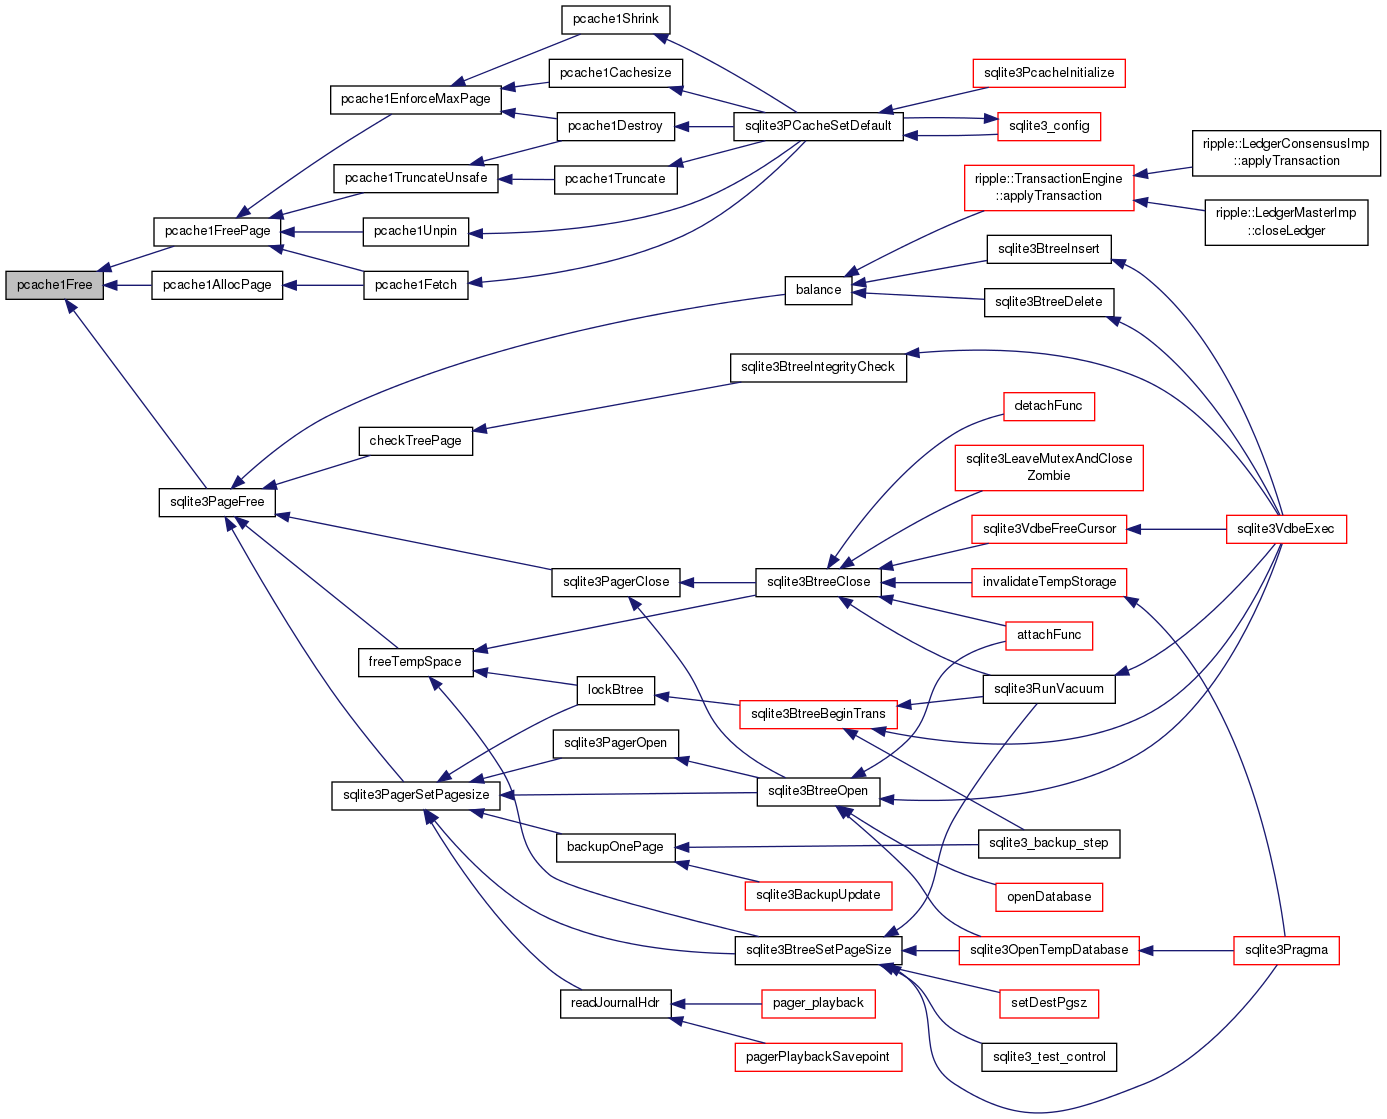 pcache1Shrink
pcache1Cachesize
sqlite3PcacheInitialize
pcache1EnforceMaxPage
pcache1Destroy
sqlite3PCacheSetDefault
sqlite3_config
ripple::LedgerConsensusImp
::applyTransaction
pcache1TruncateUnsafe
pcache1Truncate
ripple::TransactionEngine
::applyTransaction
ripple::LedgerMasterImp
::closeLedger
pcache1FreePage
pcache1Unpin
sqlite3BtreeInsert
pcache1Free
pcache1AllocPage
pcache1Fetch
balance
sqlite3BtreeDelete
sqlite3BtreeIntegrityCheck
detachFunc
checkTreePage
sqlite3LeaveMutexAndClose
Zombie
sqlite3PageFree
sqlite3VdbeFreeCursor
sqlite3VdbeExec
sqlite3PagerClose
sqlite3BtreeClose
invalidateTempStorage
attachFunc
freeTempSpace
lockBtree
sqlite3RunVacuum
sqlite3BtreeBeginTrans
sqlite3PagerOpen
sqlite3PagerSetPagesize
sqlite3BtreeOpen
backupOnePage
sqlite3_backup_step
sqlite3BackupUpdate
openDatabase
sqlite3BtreeSetPageSize
sqlite3OpenTempDatabase
sqlite3Pragma
readJournalHdr
pager_playback
setDestPgsz
pagerPlaybackSavepoint
sqlite3_test_control